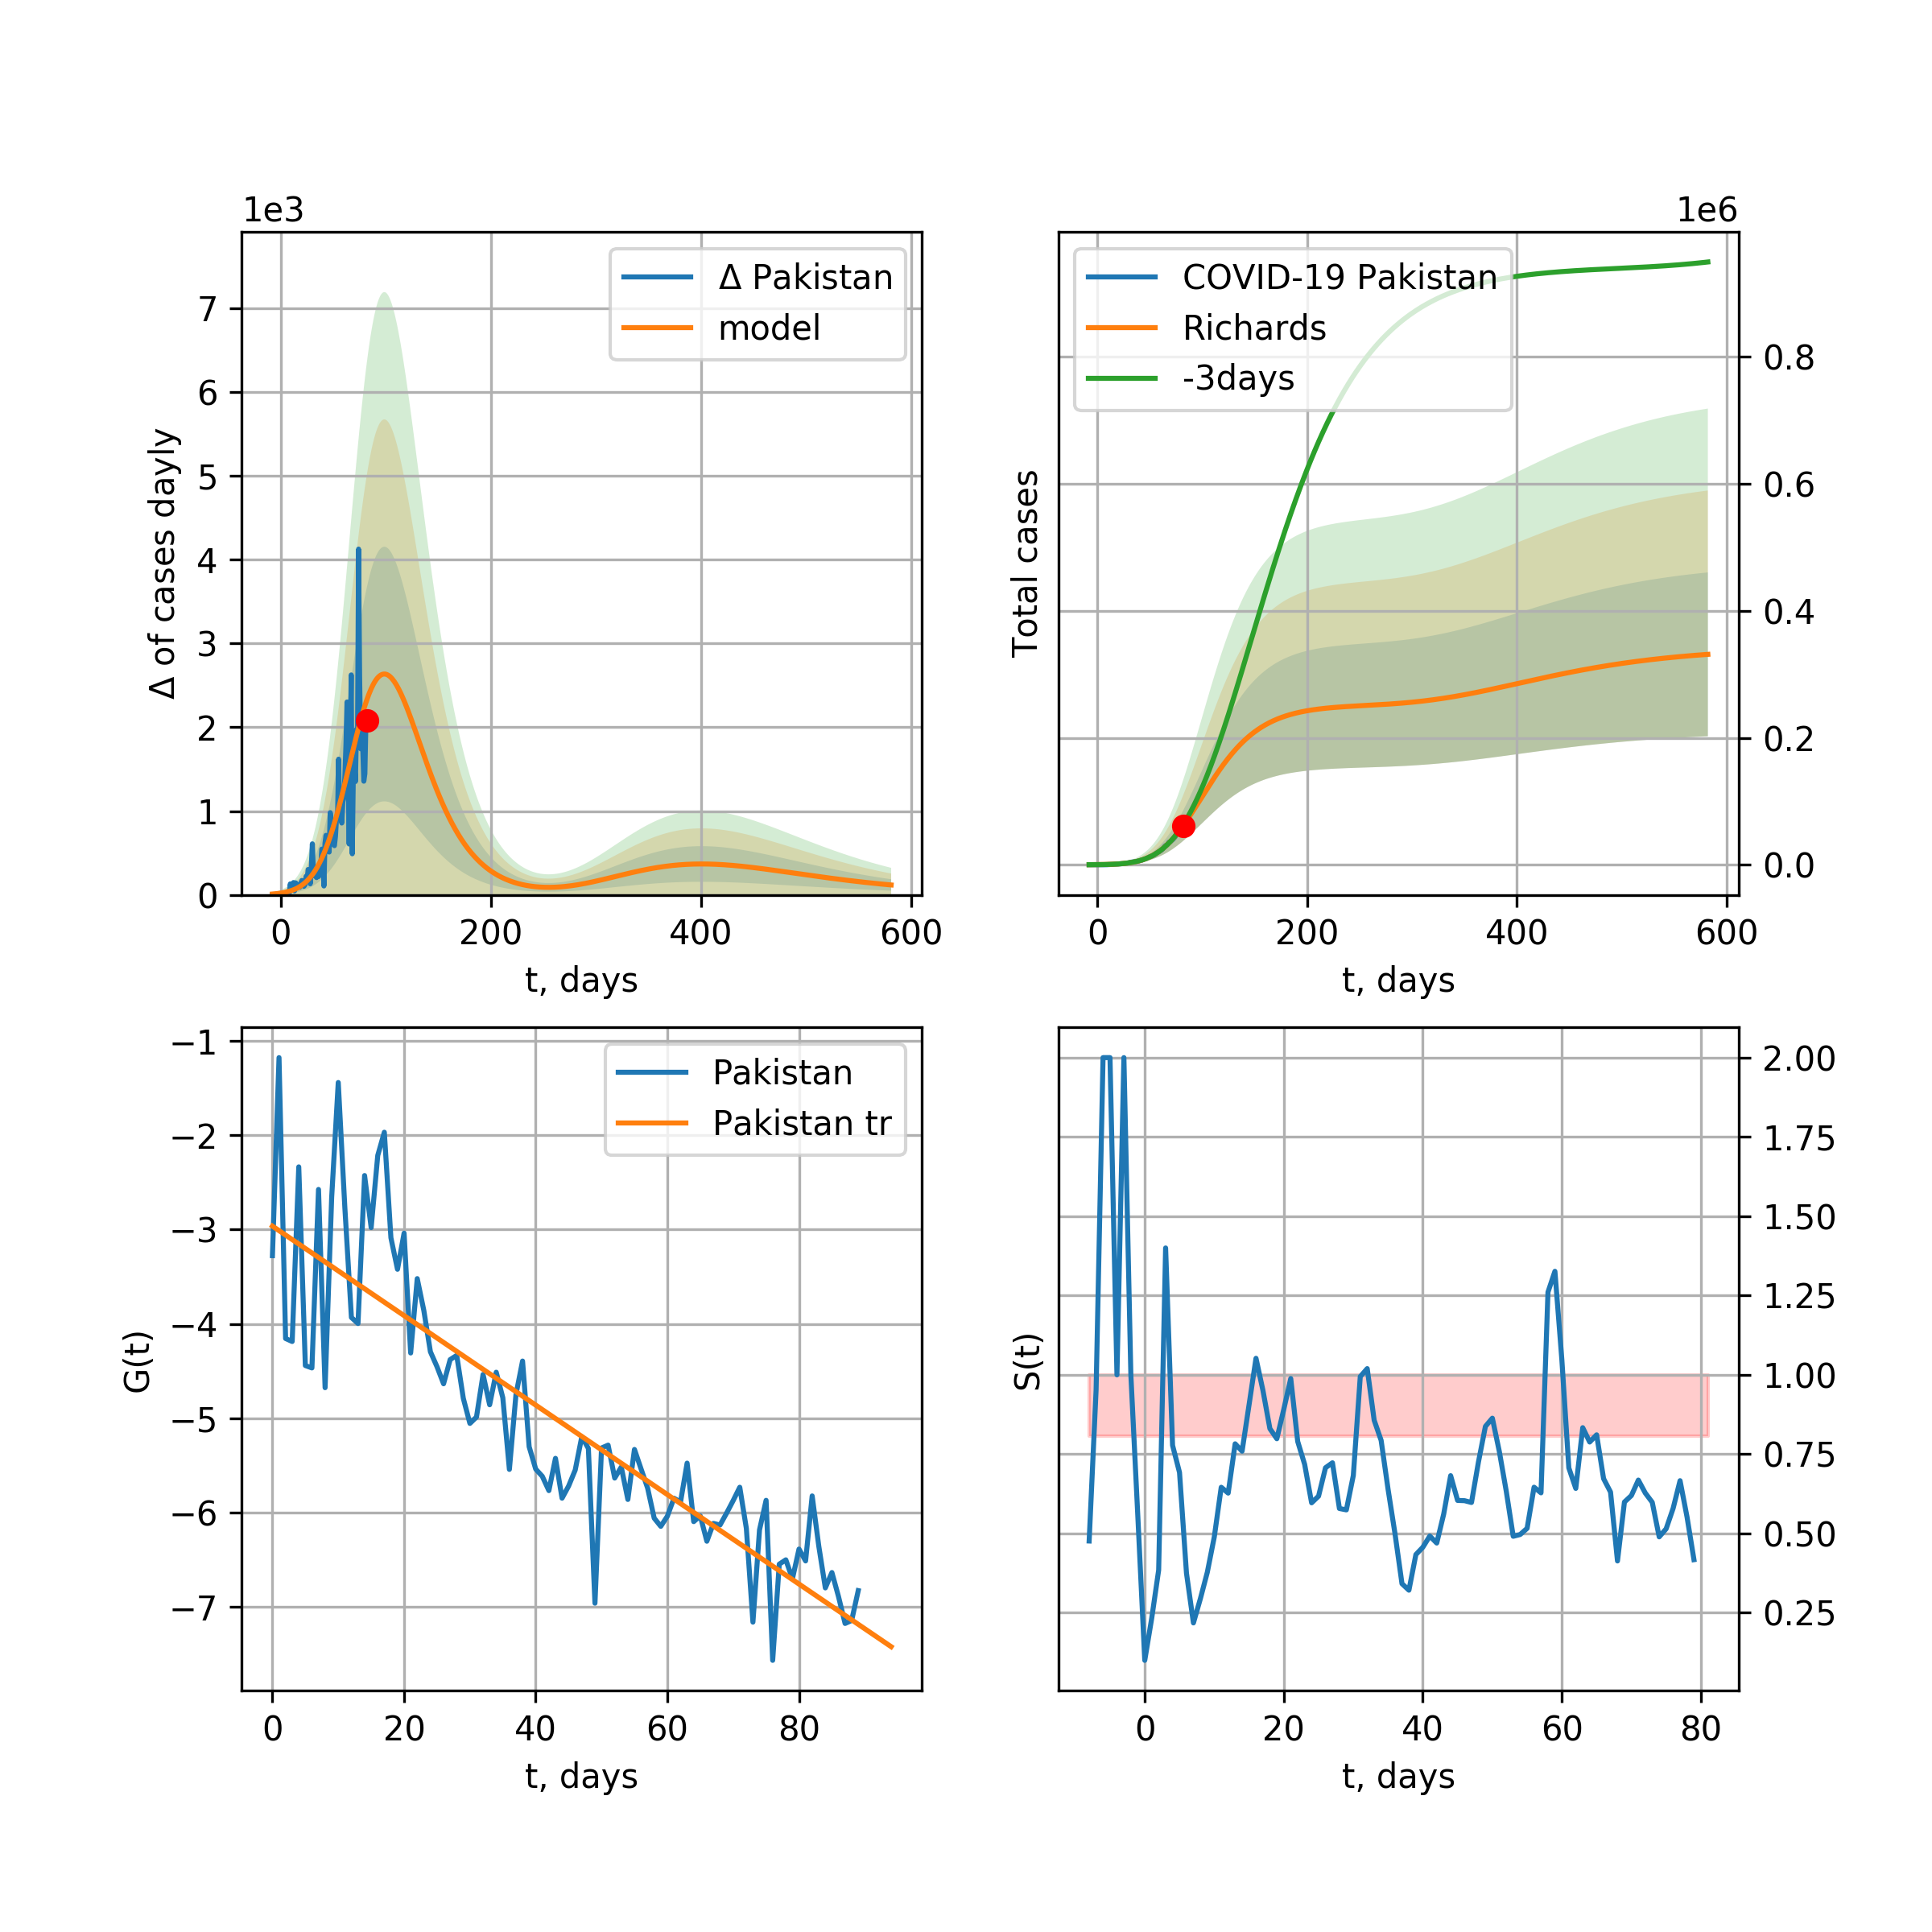 1e3
Δ of cases dayly
7
6
5
4
3
2
1
0
Δ Pakistan
model
0 200 400 600
t, days
1e6
Total cases
COVID-19 Pakistan
Richards
-3days
0.8
0.6
0.4
0.2
0.0
0 200 400 600
t, days
G(t)
−1
−2
−3
−4
−5
−6
−7
Pakistan
Pakistan tr
0 20 40 60 80
t, days
S(t)
2.00
1.75
1.50
1.25
1.00
0.75
0.50
0.25
0 20 40 60 80
t, days